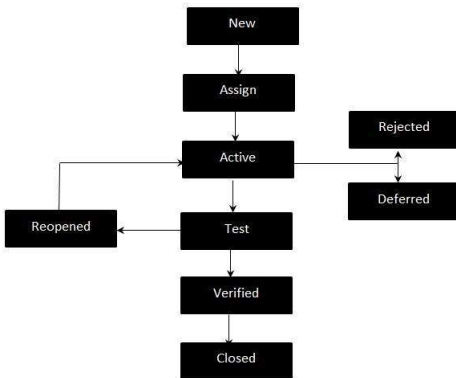 New
Assign
Active
Rejected
Deferred
Reopened
Test
Verified
Closed